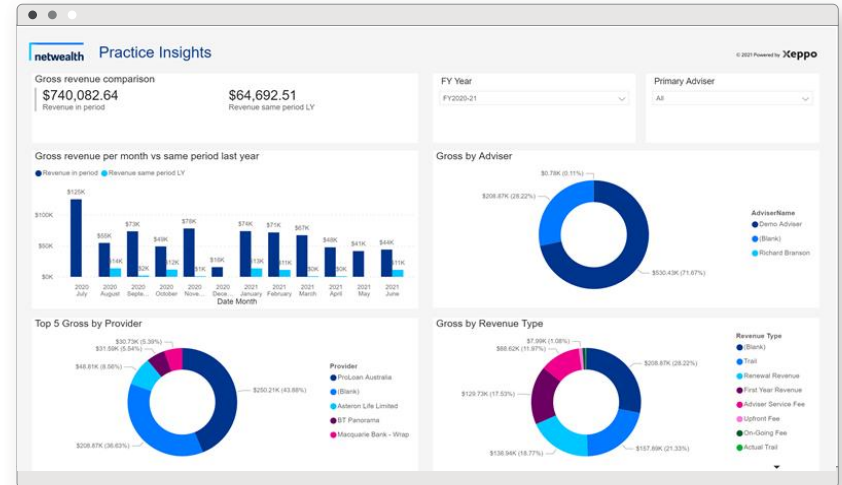 netwealth
Practice Insights
© 2021 Powered by Xeppo
Gross revenue comparison
$740,082.64
Revenue in period
$64,692.51
Revenue same period LY
FY Year
FY2020-21
Primary Adviser
All
Gross revenue per month vs same period last year
Revenue in period Revenue same period LY
$100K
$50K
$0K
$125K
$55K
$14K
$73K
$2K
$49K
$12K
$78K
$1K
$16K
$74K
$13K
$71K
$11K
$67K
$0K
$48K
$0K
$41K
$44K
$11K
2020 July
2020 August
2020 Septe...
2020 October
2020 Nove...
2020 Dece...
2021 January
2021 February
2021 March
2021 April
2021 May
2021 June
Date Month
Gross by Adviser
$0.78K (0.11%)
$208.87K (28.22%)
$530.43K (71.67%)
AdviserName
Demo Adviser
(Blank)
Richard Branson
Top 5 Gross by Provider
$30.73K (5.39%)
$31.59K (5.54%)
$48.81K (8.56%)
$208.87K (36.63%)
$250.21K (43.88%)
Provider
ProLoan Australia
(Blank)
Asteron Life Limited
BT Panorama
Macquarie Bank - Wrap
Gross by Revenue Type
$7.99K (1.08%)
$88.62K (11.97%)
$129.73K (17.53%)
$138.94K (18.77%)
$208.87K (28.22%)
$157.89K (21.33%)
Revenue Type
(Blank)
Trail
Renewal Revenue
First Year Revenue
Adviser Service Fee
Upfront Fee
On-Going Fee
Actual Trail